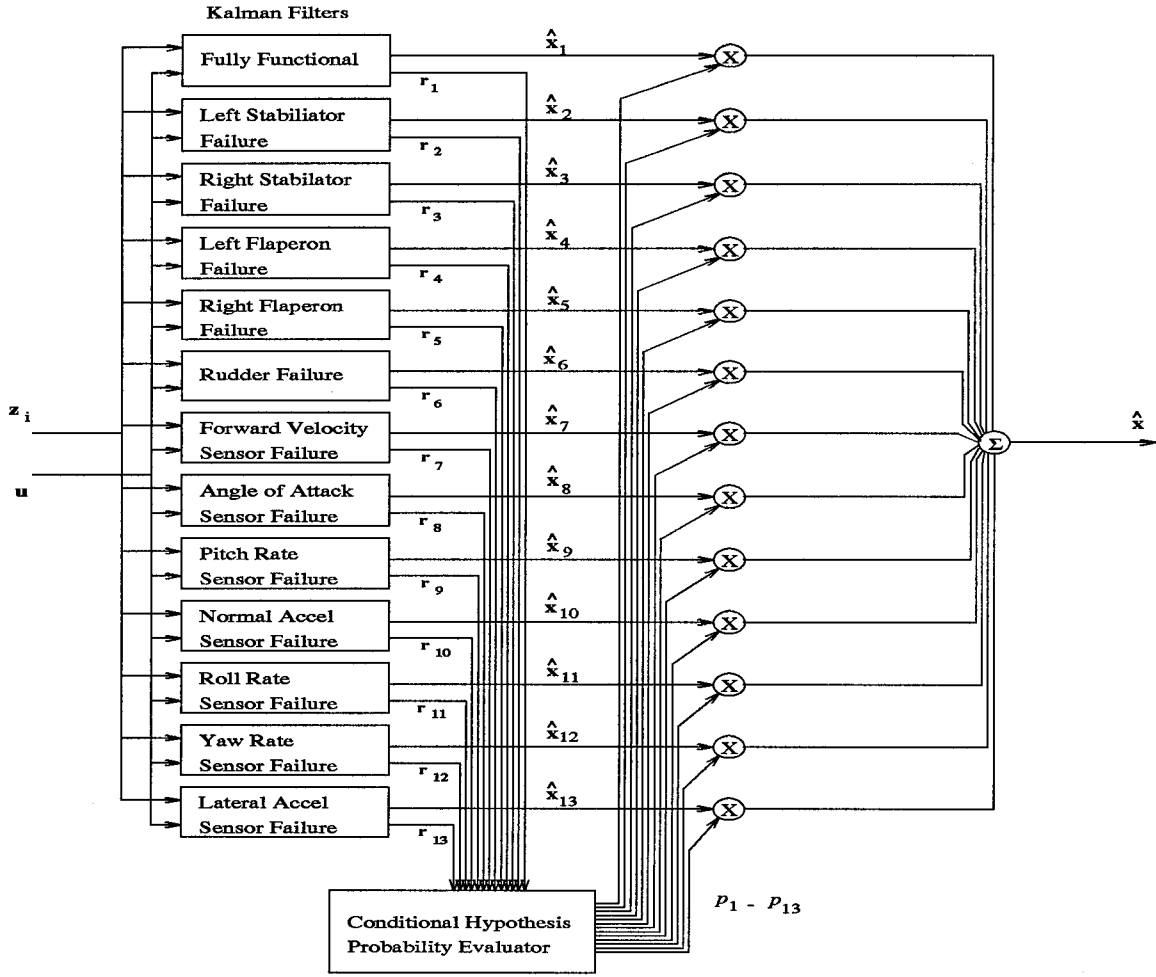 Kalman Filters
Fully Functional
x̂1
X
r1
Left Stabiliator
Failure
x̂2
X
r2
Right Stabilator
Failure
x̂3
X
r3
Left Flaperon
Failure
x̂4
X
r4
Right Flaperon
Failure
x̂5
X
r5
Rudder Failure
x̂6
X
r6
z i
Forward Velocity
Sensor Failure
x̂7
X
r7
Σ
x̂
u
Angle of Attack
Sensor Failure
x̂8
X
r8
Pitch Rate
Sensor Failure
x̂9
X
r9
Normal Accel
Sensor Failure
x̂10
X
r10
Roll Rate
Sensor Failure
x̂11
X
r11
Yaw Rate
Sensor Failure
x̂12
X
r12
Lateral Accel
Sensor Failure
x̂13
X
r13
Conditional Hypothesis
Probability Evaluator
p1 - p13